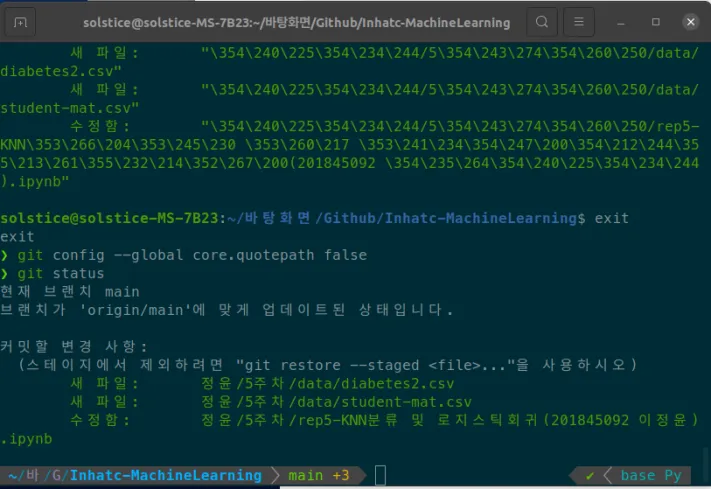 solstice@solstice-MS-7B23:~/바탕화면/Github/Inhatc-MachineLearning
새 파일: "\354\240\225\354\234\244/5\354\243\274\354\260\250/data/
diabetes2.csv"
새 파일: "\354\240\225\354\234\244/5\354\243\274\354\260\250/data/
student-mat.csv"
수정함: "\354\240\225\354\234\244/5\354\243\274\354\260\250/rep5-
KNN\353\266\204\353\245\230 \353\260\217 \353\241\234\354\247\200\354\212\244\35
5\213\261\355\232\214\352\267\200(201845092 \354\235\264\354\240\225\354\234\244
).ipynb"
solstice@solstice-MS-7B23:~/바탕화면/Github/Inhatc-MachineLearning$ exit
exit
❯ git config --global core.quotepath false
❯ git status
현재 브랜치 main
브랜치가 'origin/main'에 맞게 업데이트된 상태입니다.
커밋할 변경 사항:
(스테이지에서 제외하려면 "git restore --staged <file>..."을 사용하시오)
새 파일: 정윤/5주차/data/diabetes2.csv
새 파일: 정윤/5주차/data/student-mat.csv
수정함: 정윤/5주차/rep5-KNN분류 및 로지스틱회귀(201845092 이정윤)
.ipynb
~/바/G/Inhatc-MachineLearning main +3 ✔ base Py